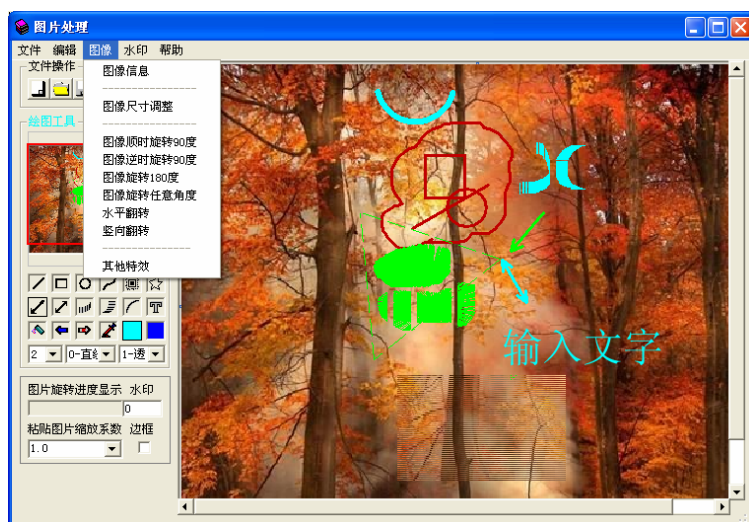 图片处理
文件 编辑 图像 水印 帮助
文件操作
图像信息
图像尺寸调整
图像顺时旋转90度
图像逆时旋转90度
图像旋转180度
图像旋转任意角度
水平翻转
竖向翻转
其他特效
绘图工具
2 0-直 1-透
图片旋转进度显示 水印
0
粘贴图片缩放系数 边框
1.0
输入文字